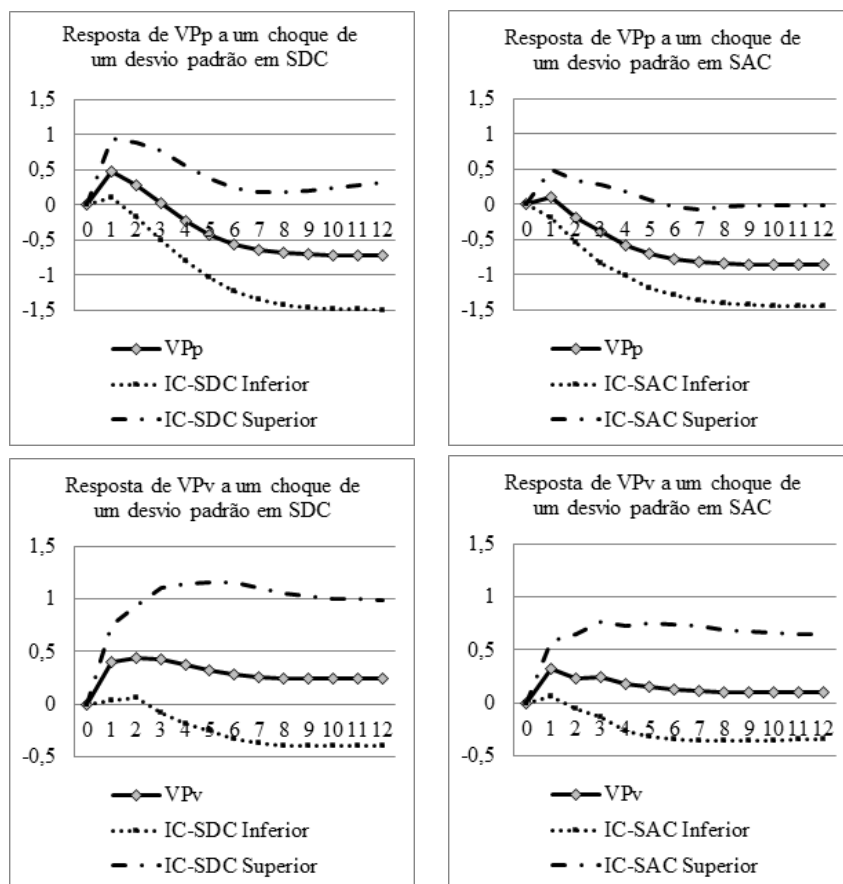 Resposta de VPp a um choque de
um desvio padrão em SDC
1,5
1
0,5
0
-0,5
-1
-1,5
0 1 2 3 4 5 6 7 8 9 10 11 12
VPp
IC-SDC Inferior
IC-SDC Superior
Resposta de VPp a um choque de
um desvio padrão em SAC
1,5
1
0,5
0
-0,5
-1
-1,5
0 1 2 3 4 5 6 7 8 9 10 11 12
VPp
IC-SAC Inferior
IC-SAC Superior
Resposta de VPv a um choque de
um desvio padrão em SDC
1,5
1
0,5
0
-0,5
0 1 2 3 4 5 6 7 8 9 10 11 12
VPv
IC-SDC Inferior
IC-SDC Superior
Resposta de VPv a um choque de
um desvio padrão em SAC
1,5
1
0,5
0
-0,5
0 1 2 3 4 5 6 7 8 9 10 11 12
VPv
IC-SAC Inferior
IC-SAC Superior